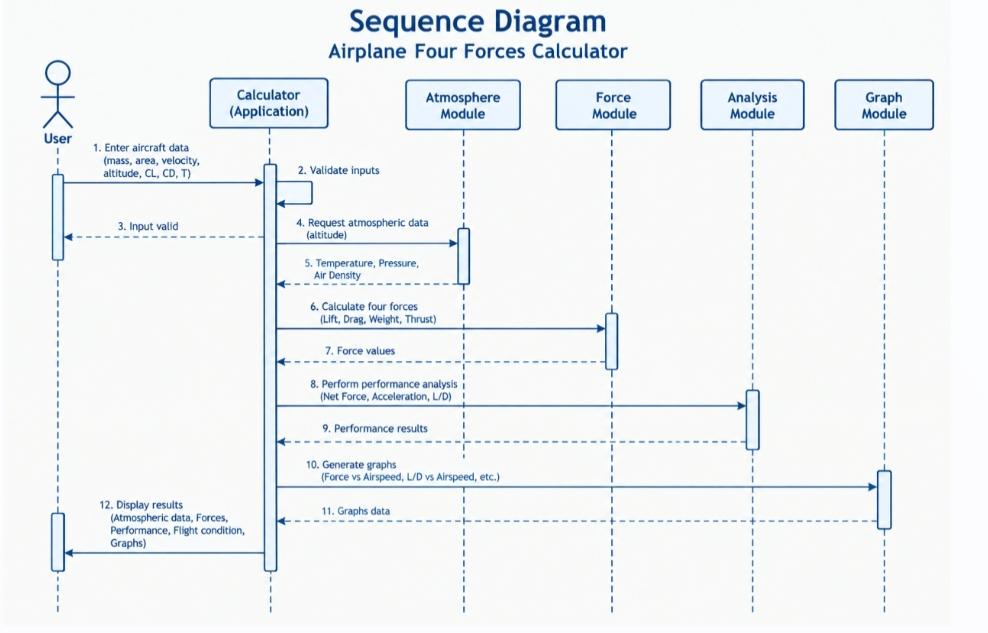 Sequence Diagram
Airplane Four Forces Calculator
User
Calculator
(Application)
Atmosphere
Module
Force
Module
Analysis
Module
Graph
Module
1. Enter aircraft data
(mass, area, velocity,
altitude, CL, CD, T)
2. Validate inputs
3. Input valid
4. Request atmospheric data
(altitude)
5. Temperature, Pressure,
Air Density
6. Calculate four forces
(Lift, Drag, Weight, Thrust)
7. Force values
8. Perform performance analysis
(Net Force, Acceleration, L/D)
9. Performance results
10. Generate graphs
(Force vs Airspeed, L/D vs Airspeed, etc.)
11. Graphs data
12. Display results
(Atmospheric data, Forces,
Performance, Flight condition,
Graphs)